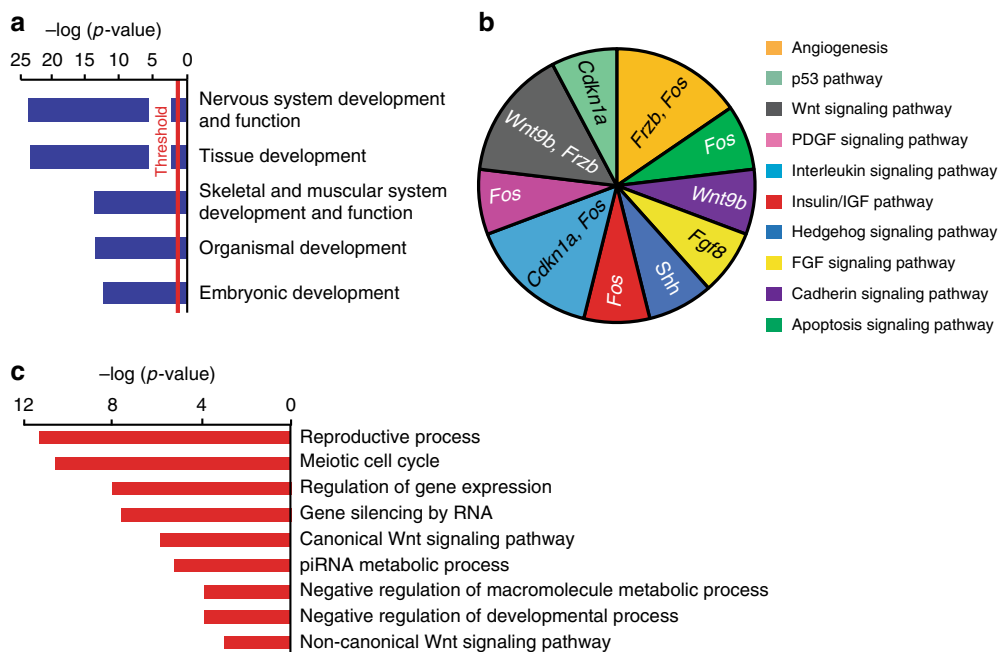 a
–log (p-value)
25 20 15 10 5 0
Threshold
Nervous system development
and function
Tissue development
Skeletal and muscular system
development and function
Organismal development
Embryonic development
b
Cdkn1a
Frzb, Fos
Wnt9b, Frzb
Fos
Fos
Wnt9b
Cdkn1a, Fos
Fgf8
Fos
Shh
Angiogenesis
p53 pathway
Wnt signaling pathway
PDGF signaling pathway
Interleukin signaling pathway
Insulin/IGF pathway
Hedgehog signaling pathway
FGF signaling pathway
Cadherin signaling pathway
Apoptosis signaling pathway
c
–log (p-value)
12 8 4 0
Reproductive process
Meiotic cell cycle
Regulation of gene expression
Gene silencing by RNA
Canonical Wnt signaling pathway
piRNA metabolic process
Negative regulation of macromolecule metabolic process
Negative regulation of developmental process
Non-canonical Wnt signaling pathway